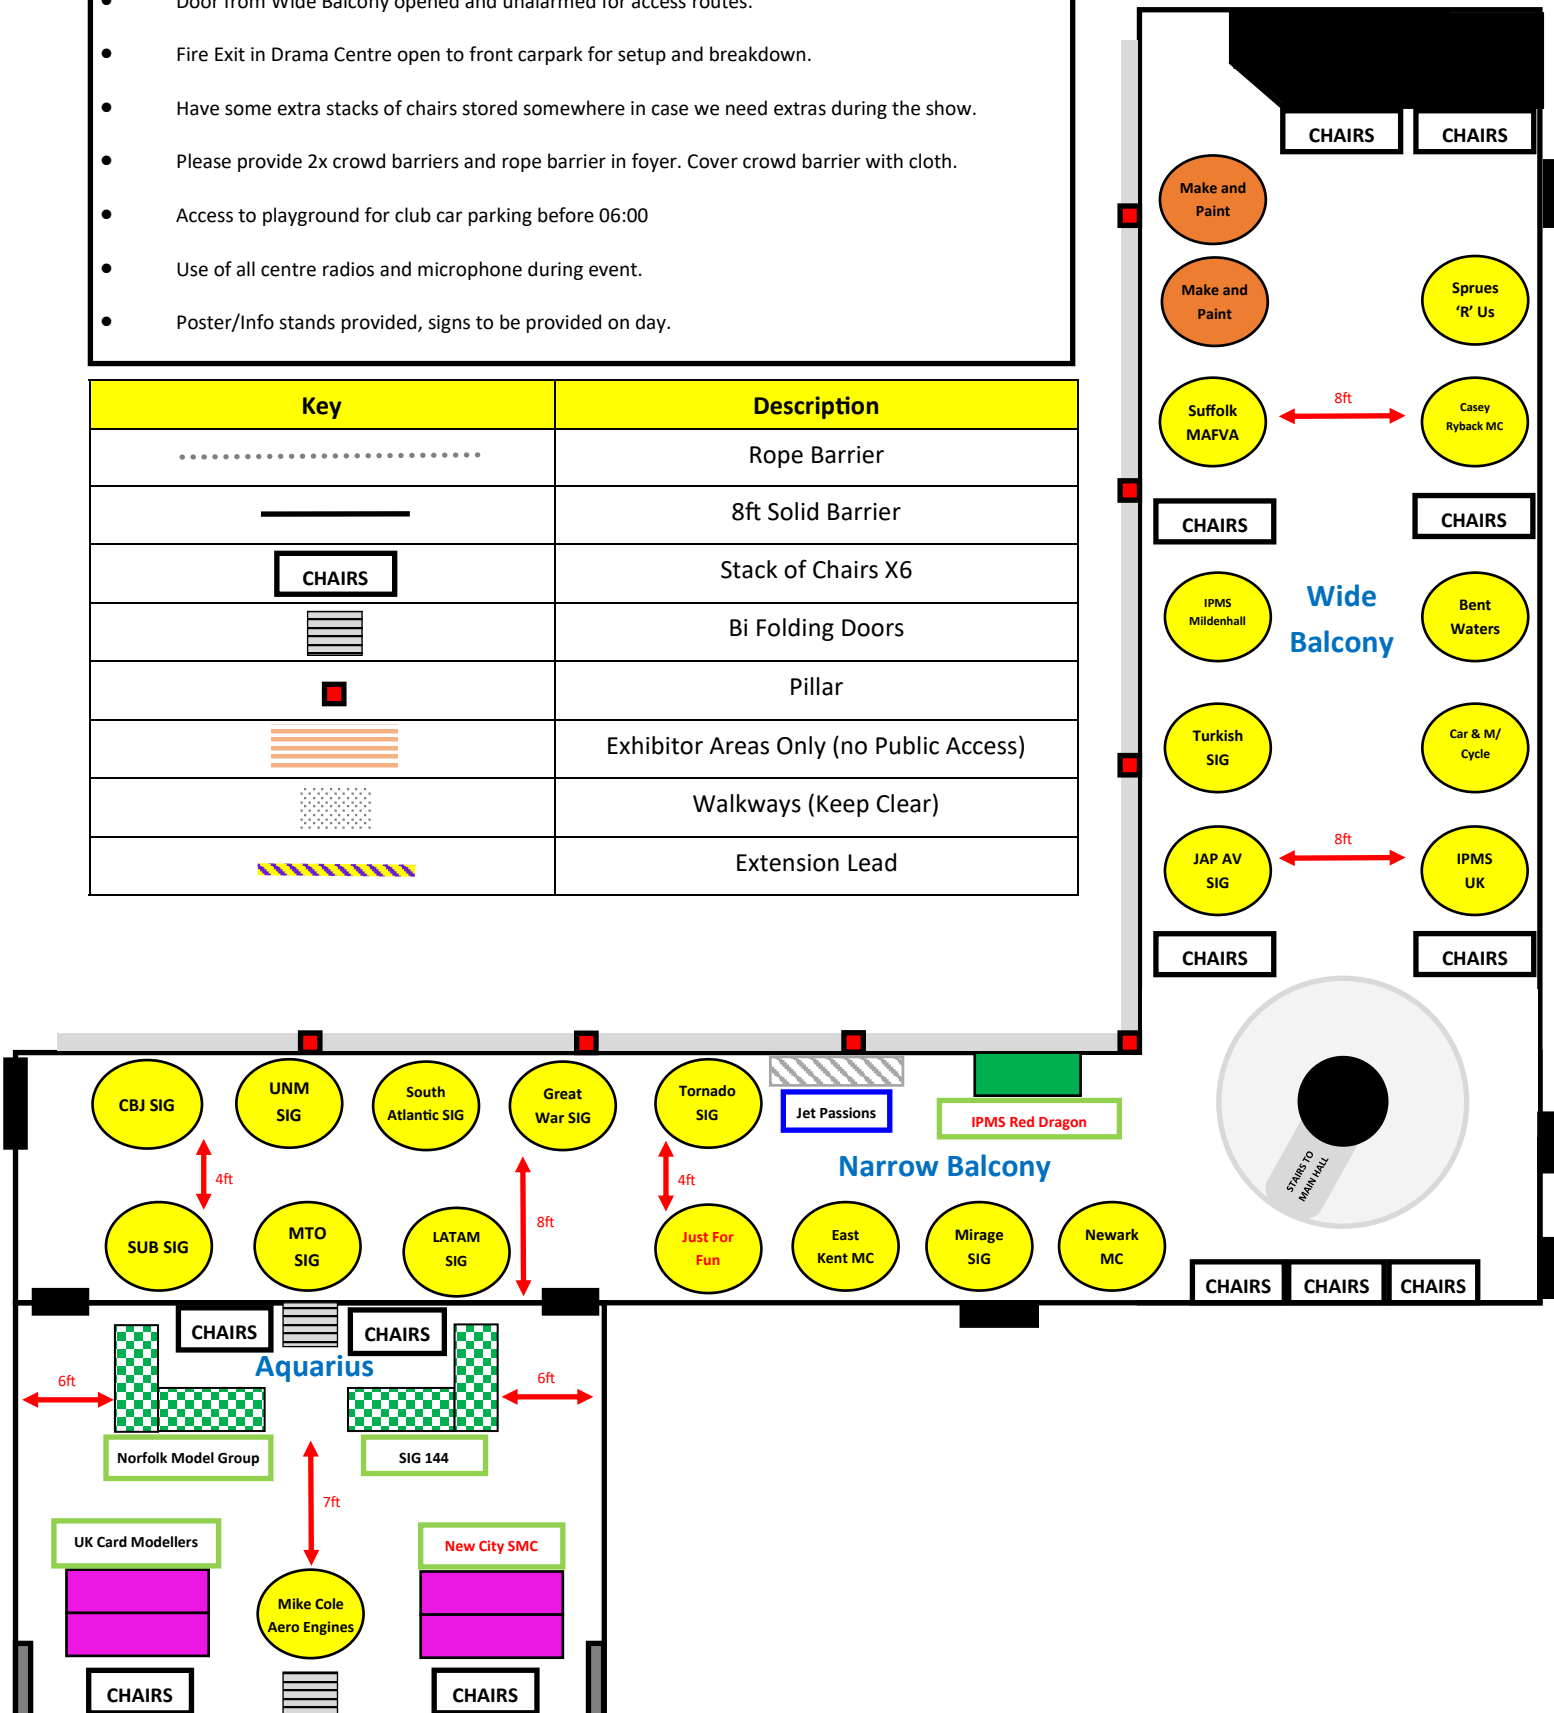 Door from Wide Balcony opened and unalarmed for access routes.
Fire Exit in Drama Centre open to front carpark for setup and breakdown.
Have some extra stacks of chairs stored somewhere in case we need extras during the show.
Please provide 2x crowd barriers and rope barrier in foyer. Cover crowd barrier with cloth.
Access to playground for club car parking before 06:00
Use of all centre radios and microphone during event.
Poster/Info stands provided, signs to be provided on day.
Key
Description
Rope Barrier
8ft Solid Barrier
CHAIRS
Stack of Chairs X6
Bi Folding Doors
Pillar
Exhibitor Areas Only (no Public Access)
Walkways (Keep Clear)
Extension Lead
CHAIRS
CHAIRS
Make and
Paint
Make and
Paint
Sprues
‘R’ Us
Suffolk
MAFVA
8ft
Casey
Ryback MC
CHAIRS
CHAIRS
IPMS
Mildenhall
Wide
Balcony
Bent
Waters
Turkish
SIG
Car & M/
Cycle
JAP AV
SIG
8ft
IPMS
UK
CHAIRS
CHAIRS
STAIRS TO
MAIN HALL
CHAIRS
CHAIRS
CHAIRS
CBJ SIG
UNM
SIG
South
Atlantic SIG
Great
War SIG
Tornado
SIG
Jet Passions
IPMS Red Dragon
Narrow Balcony
4ft
8ft
4ft
SUB SIG
MTO
SIG
LATAM
SIG
Just For
Fun
East
Kent MC
Mirage
SIG
Newark
MC
CHAIRS
CHAIRS
Aquarius
6ft
6ft
Norfolk Model Group
SIG 144
7ft
UK Card Modellers
New City SMC
Mike Cole
Aero Engines
CHAIRS
CHAIRS